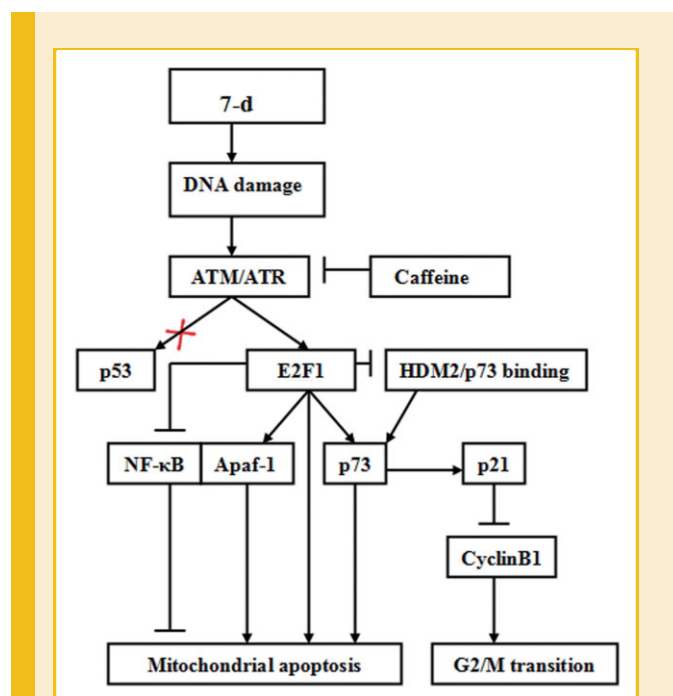 7-d
DNA damage
ATM/ATR
Caffeine
p53
E2F1
HDM2/p73 binding
NF-κB
Apaf-1
p73
p21
CyclinB1
Mitochondrial apoptosis
G2/M transition